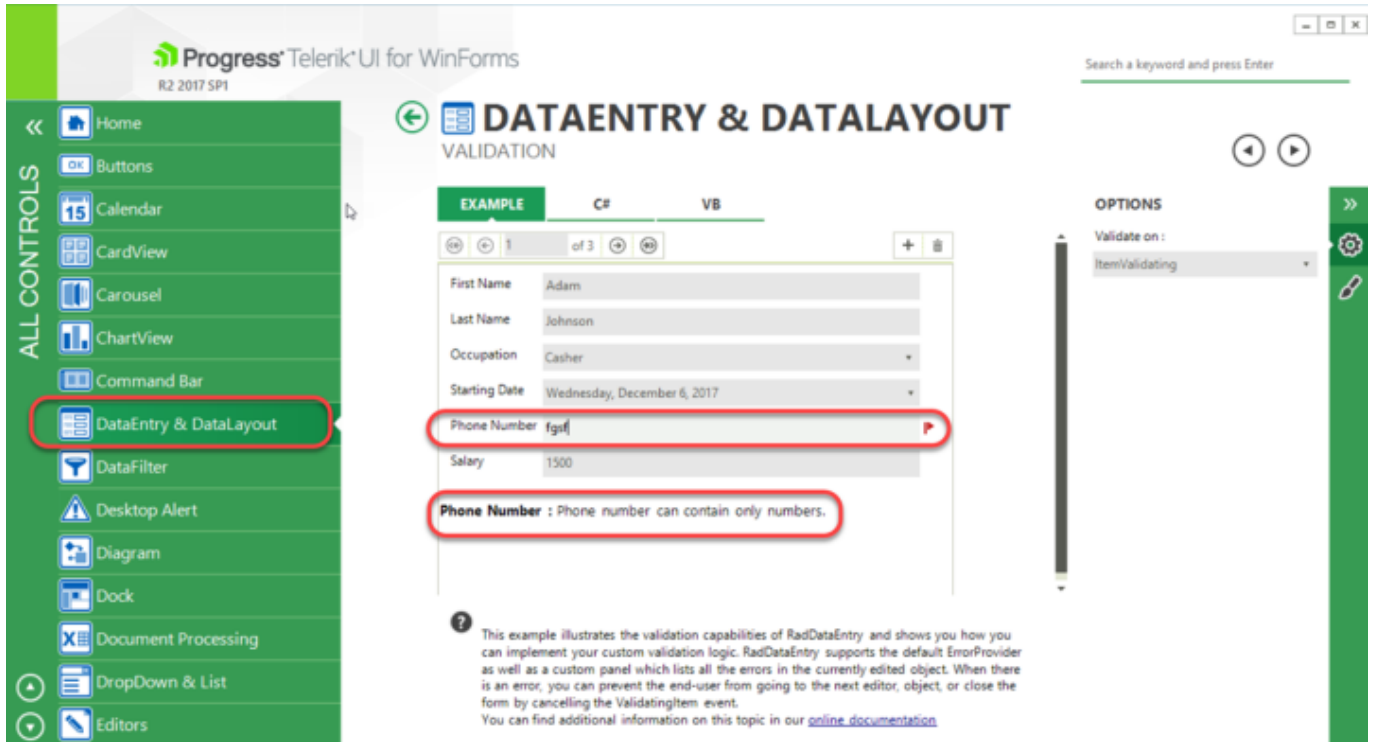 Progress® Telerik® UI for WinForms
R2 2017 SP1
Search a keyword and press Enter
ALL CONTROLS
Home
OK
Buttons
15
Calendar
CardView
Carousel
ChartView
Command Bar
DataEntry & DataLayout
DataFilter
Desktop Alert
Diagram
Dock
X
Document Processing
DropDown & List
Editors
DATAENTRY & DATALAYOUT
VALIDATION
EXAMPLE C# VB
1 of 3
First Name Adam
Last Name Johnson
Occupation Casher
Starting Date Wednesday, December 6, 2017
Phone Number fgsf
Salary 1500
Phone Number : Phone number can contain only numbers.
?
This example illustrates the validation capabilities of RadDataEntry and shows you how you
can implement your custom validation logic. RadDataEntry supports the default ErrorProvider
as well as a custom panel which lists all the errors in the currently edited object. When there
is an error, you can prevent the end-user from going to the next editor, object, or close the
form by cancelling the ValidatingItem event.
You can find additional information on this topic in our online documentation
OPTIONS
Validate on :
ItemValidating